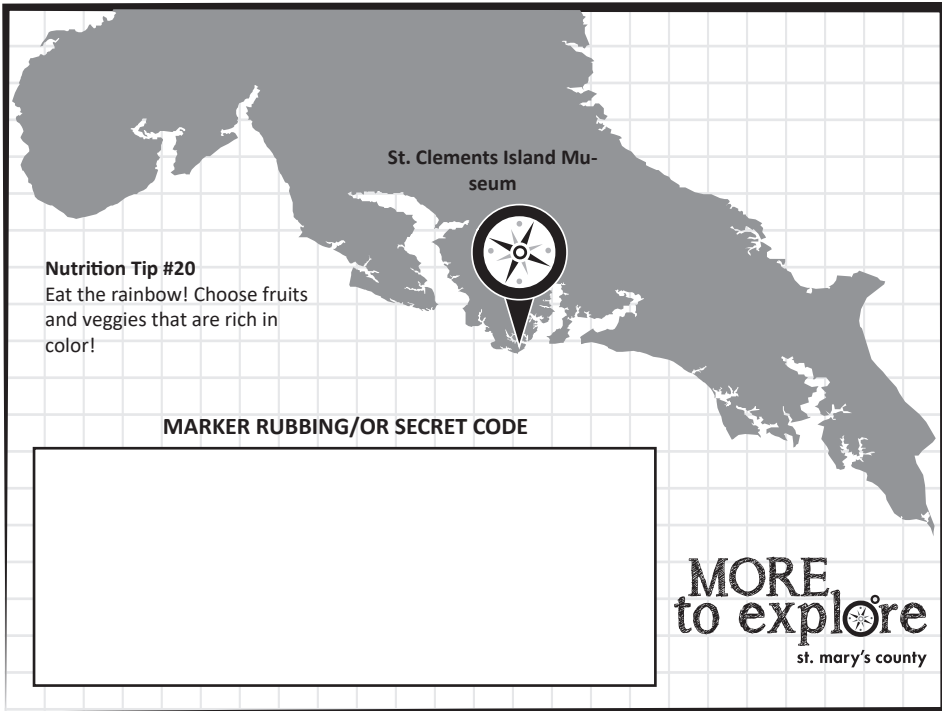 St. Clements Island Mu-
seum
Nutrition Tip #20
Eat the rainbow! Choose fruits
and veggies that are rich in
color!
MARKER RUBBING/OR SECRET CODE
MORE
to explore
st. mary's county